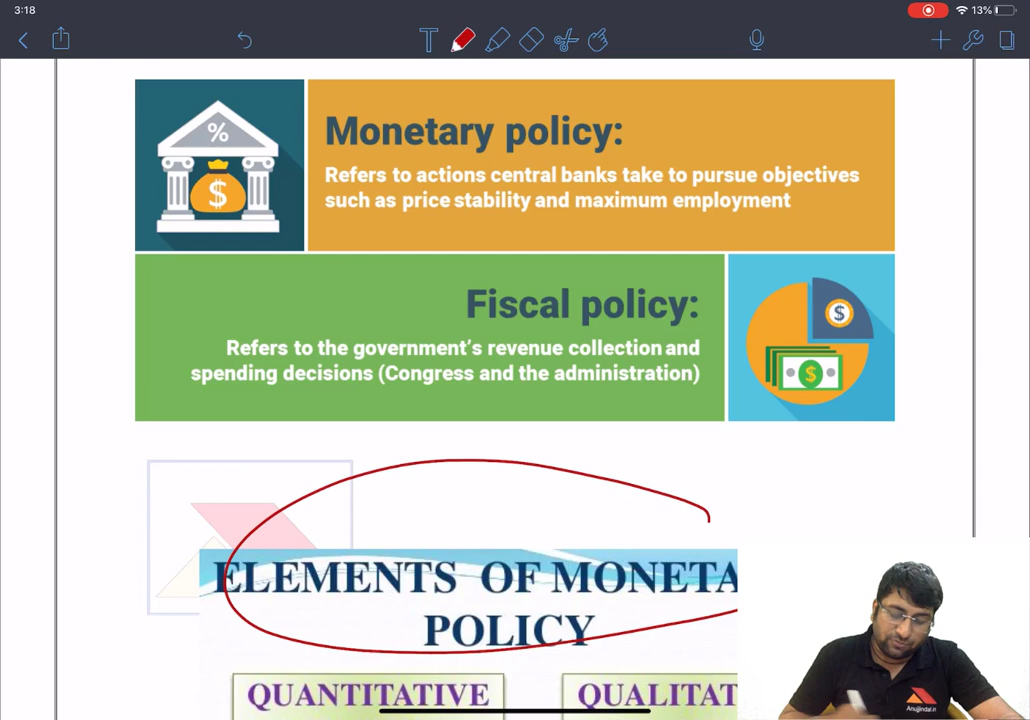 3:18
13%
T
%
$
Monetary policy:
Refers to actions central banks take to pursue objectives
such as price stability and maximum employment
Fiscal policy:
Refers to the government's revenue collection and
spending decisions (Congress and the administration)
$
$
ELEMENTS OF MONETA
POLICY
QUANTITATIVE
QUALITAT
Anujjindal.in